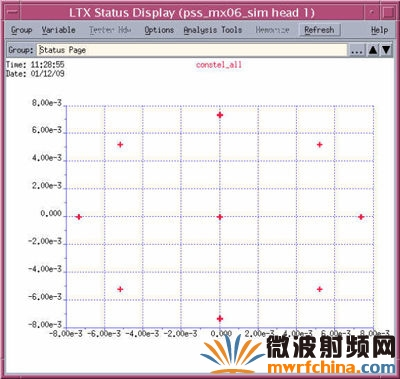 LTX Status Display (pss_mx06_sim head 1)
Group Variable Options Analysis Tools Memorize Refresh Help
Group: Status Page ...
Time: 11:28:55 constel_all
Date: 01/12/09
8.00e-3
6.00e-3
4.00e-3
2.00e-3
0.000
-2.00e-3
-4.00e-3
-6.00e-3
-8.00e-3
-8.00e-3 -6.00e-3 -4.00e-3 -2.00e-3 0.000 2.00e-3 4.00e-3 6.00e-3 8.00e-3
微波射频网
mwrfchina.com